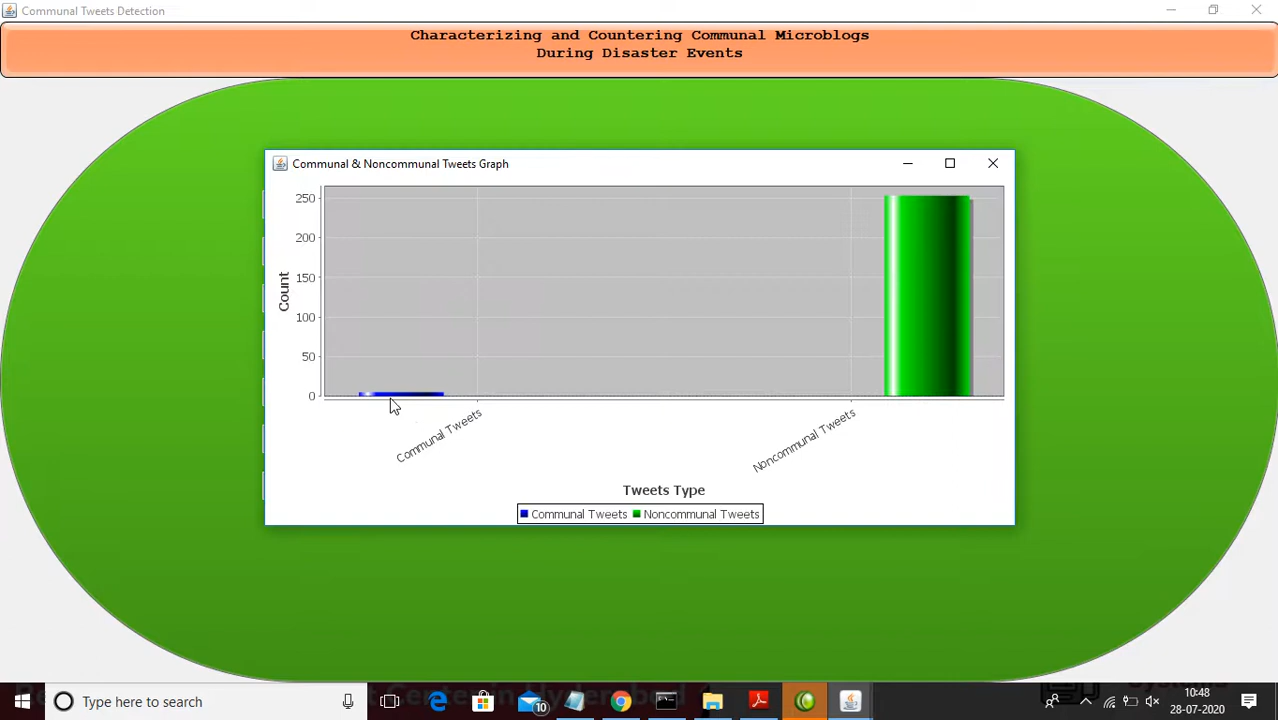 Communal Tweets Detection
Characterizing and Countering Communal Microblogs
During Disaster Events
Communal & Noncommunal Tweets Graph
250
200
150
100
50
0
Count
Communal Tweets
Noncommunal Tweets
Tweets Type
Communal Tweets Noncommunal Tweets
Type here to search
10
10:48
28-07-2020